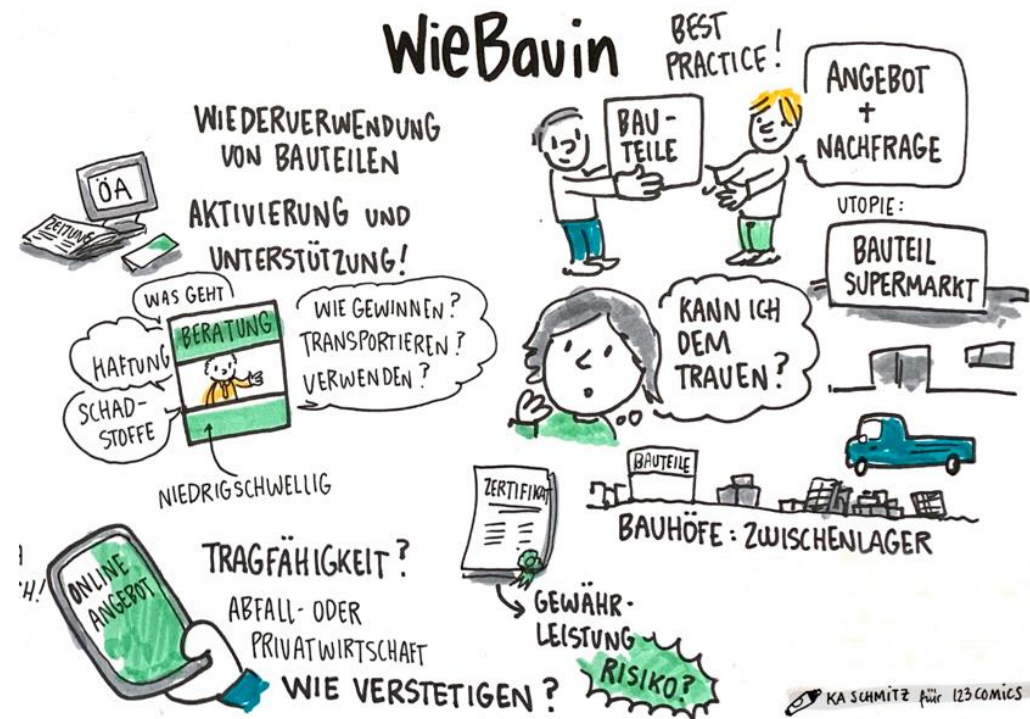 WieBauin
BEST
PRACTICE!
WIEDERVERWENDUNG
VON BAUTEILEN
ÖA
ZEITUNG
AKTIVIERUNG UND
UNTERSTÜTZUNG!
BAU-
TEILE
ANGEBOT
+
NACHFRAGE
UTOPIE:
BAUTEIL
SUPERMARKT
WAS GEHT
HAFTUNG
SCHAD-
STOFFE
BERATUNG
WIE GEWINNEN?
TRANSPORTIEREN?
VERWENDEN?
NIEDRIGSCHWELLIG
KANN ICH
DEM
TRAUEN?
BAUTEILE
BAUHÖFE: ZWISCHENLAGER
ZERTIFIKAT
GEWÄHR-
LEISTUNG
RISIKO?
H!
ONLINE
ANGEBOT
TRAGFÄHIGKEIT?
ABFALL- ODER
PRIVATWIRTSCHAFT
WIE VERSTETIGEN?
KA SCHMITZ für 123COMICS